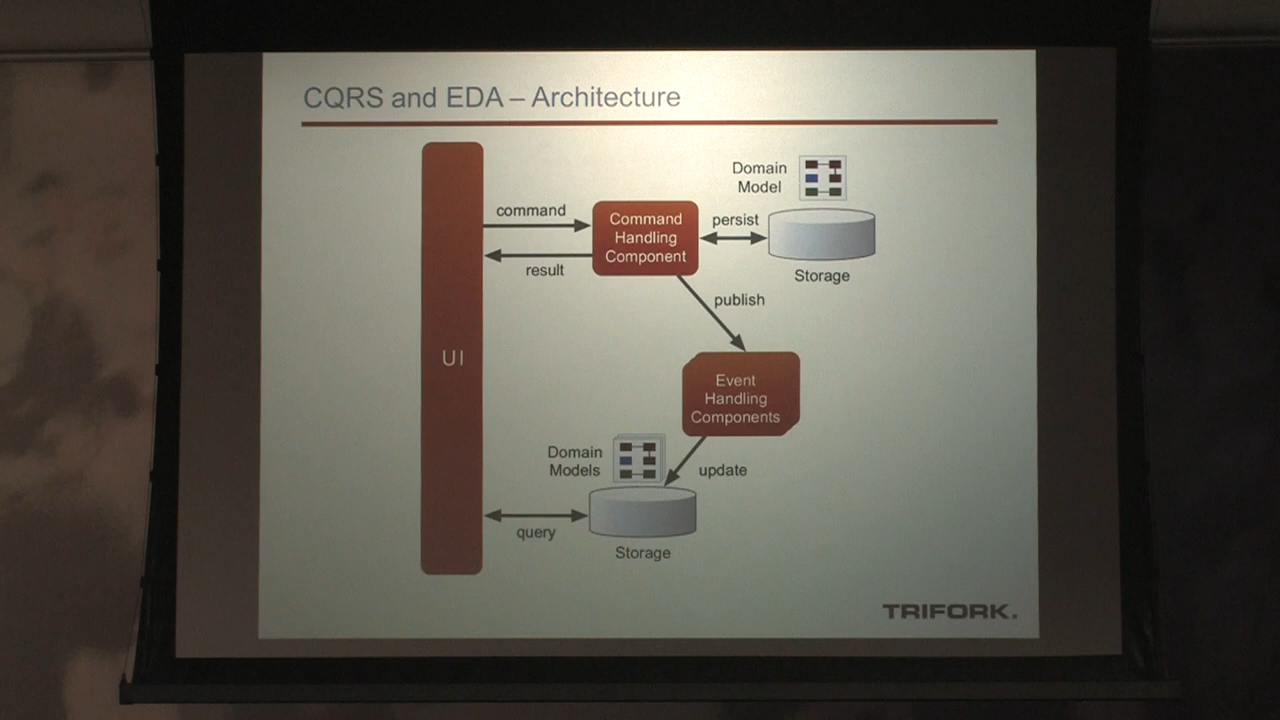 CQRS and EDA – Architecture
Domain
Model
command
Command
Handling
Component
persist
result
Storage
publish
UI
Event
Handling
Components
Domain
Models
update
query
Storage
TRIFORK.